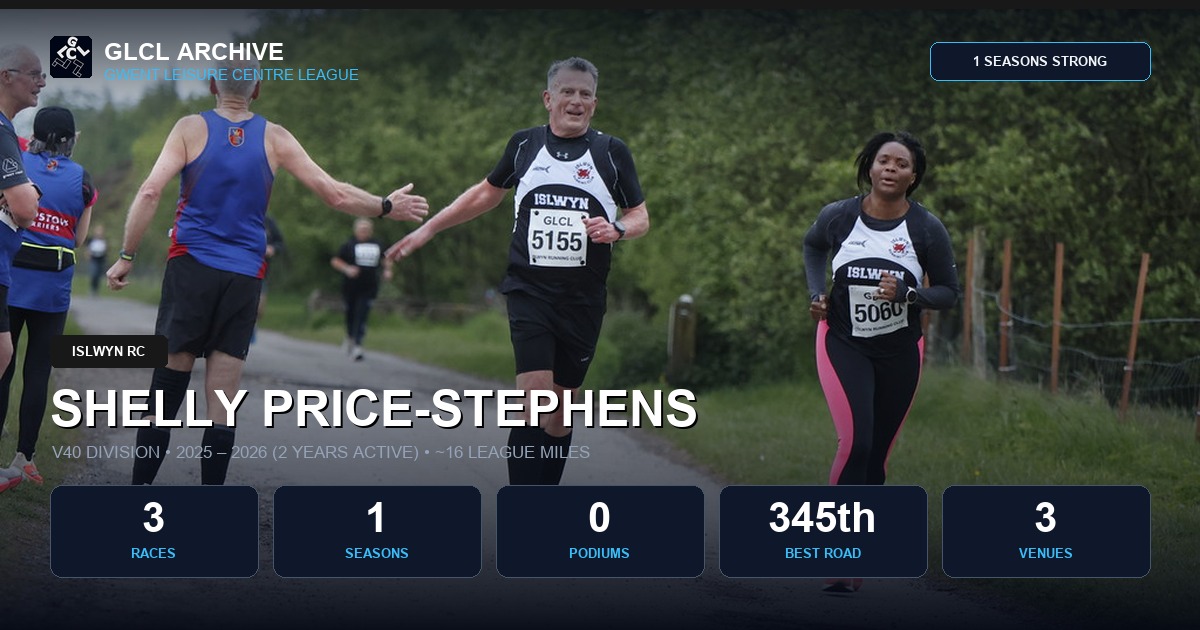 GLCL ARCHIVE
GWENT LEISURE CENTRE LEAGUE
1 SEASONS STRONG
ISLWYN
GLCL
5155
ISLWYN
5060
ISLWYN RC
SHELLY PRICE-STEPHENS
V40 DIVISION • 2025 – 2026 (2 YEARS ACTIVE) • ~16 LEAGUE MILES
3
RACES
1
SEASONS
0
PODIUMS
345th
BEST ROAD
3
VENUES